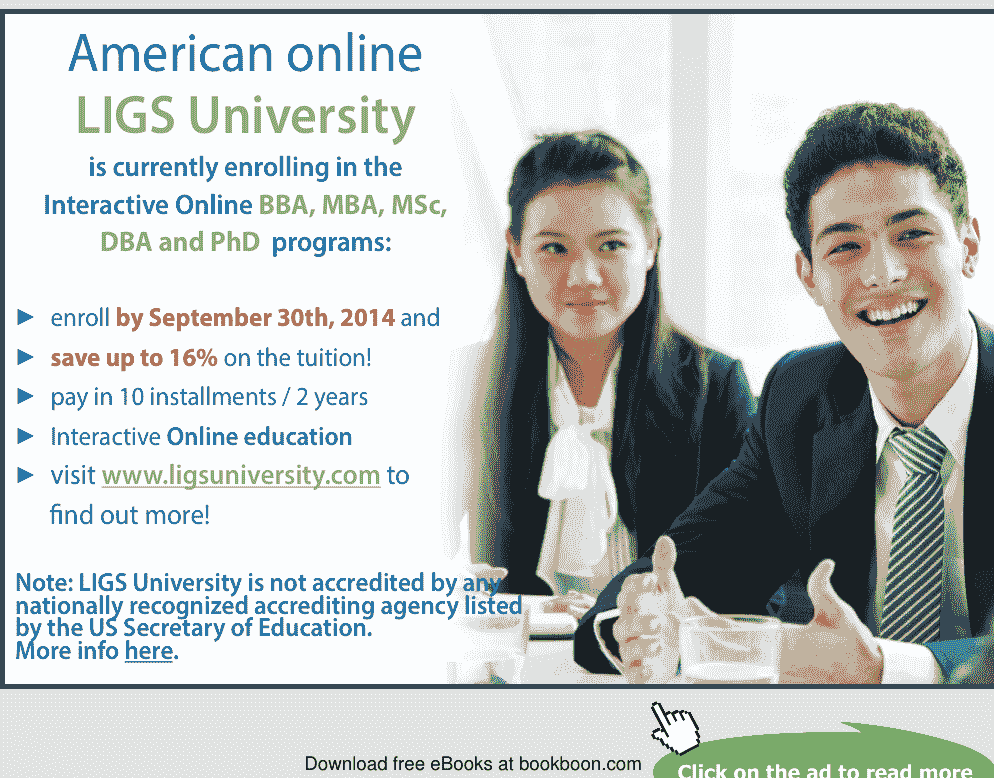 American online
LIGS University
is currently enrolling in the
Interactive Online BBA, MBA, MSc,
DBA and PhD programs:
► enroll by September 30th, 2014 and
► save up to 16% on the tuition!
► pay in 10 installments / 2 years
► Interactive Online education
► visit www.ligsuniversity.com to
find out more!
Note: LIGS University is not accredited by any
nationally recognized accrediting agency listed
by the US Secretary of Education.
More info here.
Download free eBooks at bookboon.com
Click on the ad to read more